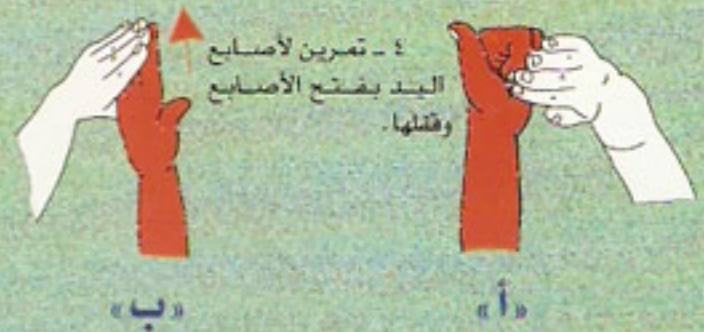 ٤ ـ تمرين لأصابع
اليد بفتح الأصابع
وقفلها.
«أ»
«ب»